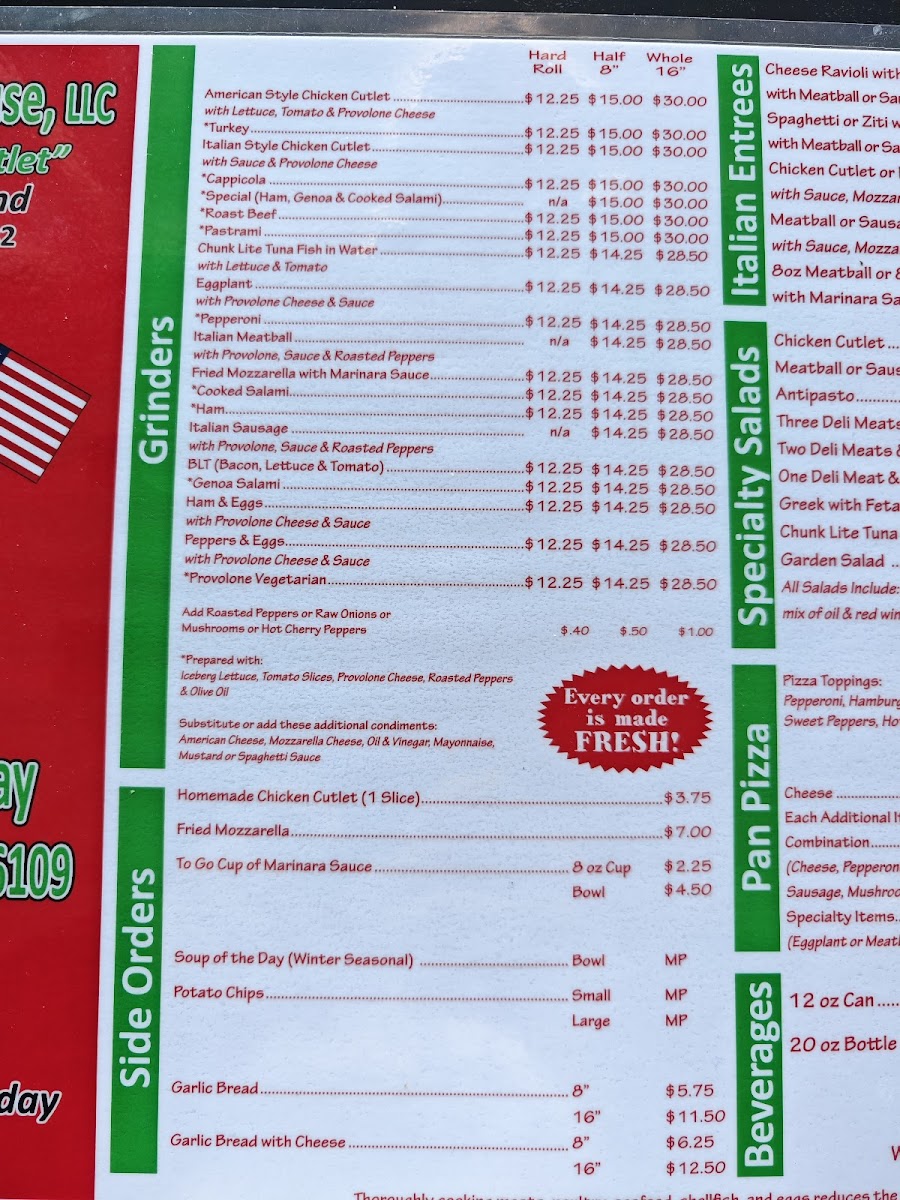 use, LLC
tlet"
nd
2
ay
6109
day
Grinders
Hard Roll Half 8" Whole 16"
American Style Chicken Cutlet $12.25 $15.00 $30.00
with Lettuce, Tomato & Provolone Cheese
*Turkey $12.25 $15.00 $30.00
Italian Style Chicken Cutlet $12.25 $15.00 $30.00
with Sauce & Provolone Cheese
*Cappicola $12.25 $15.00 $30.00
*Special (Ham, Genoa & Cooked Salami) n/a $15.00 $30.00
*Roast Beef $12.25 $15.00 $30.00
*Pastrami $12.25 $15.00 $30.00
Chunk Lite Tuna Fish in Water $12.25 $14.25 $28.50
with Lettuce & Tomato
Eggplant $12.25 $14.25 $28.50
with Provolone Cheese & Sauce
*Pepperoni $12.25 $14.25 $28.50
Italian Meatball n/a $14.25 $28.50
with Provolone, Sauce & Roasted Peppers
Fried Mozzarella with Marinara Sauce $12.25 $14.25 $28.50
*Cooked Salami $12.25 $14.25 $28.50
*Ham $12.25 $14.25 $28.50
Italian Sausage n/a $14.25 $28.50
with Provolone, Sauce & Roasted Peppers
BLT (Bacon, Lettuce & Tomato) $12.25 $14.25 $28.50
*Genoa Salami $12.25 $14.25 $28.50
Ham & Eggs $12.25 $14.25 $28.50
with Provolone Cheese & Sauce
Peppers & Eggs $12.25 $14.25 $28.50
with Provolone Cheese & Sauce
*Provolone Vegetarian $12.25 $14.25 $28.50
Add Roasted Peppers or Raw Onions or
Mushrooms or Hot Cherry Peppers $.40 $.50 $1.00
*Prepared with:
Iceberg Lettuce, Tomato Slices, Provolone Cheese, Roasted Peppers
& Olive Oil
Substitute or add these additional condiments:
American Cheese, Mozzarella Cheese, Oil & Vinegar, Mayonnaise,
Mustard or Spaghetti Sauce
Every order
is made
FRESH!
Side Orders
Homemade Chicken Cutlet (1 Slice) $3.75
Fried Mozzarella $7.00
To Go Cup of Marinara Sauce 8 oz Cup $2.25
Bowl $4.50
Soup of the Day (Winter Seasonal) Bowl MP
Potato Chips Small MP
Large MP
Garlic Bread 8" $5.75
16" $11.50
Garlic Bread with Cheese 8" $6.25
16" $12.50
Italian Entrees
Cheese Ravioli with
with Meatball or Sau
Spaghetti or Ziti w
with Meatball or Sa
Chicken Cutlet or
with Sauce, Mozzar
Meatball or Sausa
with Sauce, Mozza
8oz Meatball or 8
with Marinara Sa
Specialty Salads
Chicken Cutlet
Meatball or Saus
Antipasto
Three Deli Meats
Two Deli Meats &
One Deli Meat &
Greek with Feta
Chunk Lite Tuna
Garden Salad
All Salads Include:
mix of oil & red win
Pan Pizza
Pizza Toppings:
Pepperoni, Hamburg
Sweet Peppers, Ho
Cheese
Each Additional It
Combination
(Cheese, Pepperon
Sausage, Mushroo
Specialty Items
(Eggplant or Meatb
Beverages
12 oz Can
20 oz Bottle
W
Thoroughly cooking meats, poultry, seafood, shellfish, and eggs reduces the